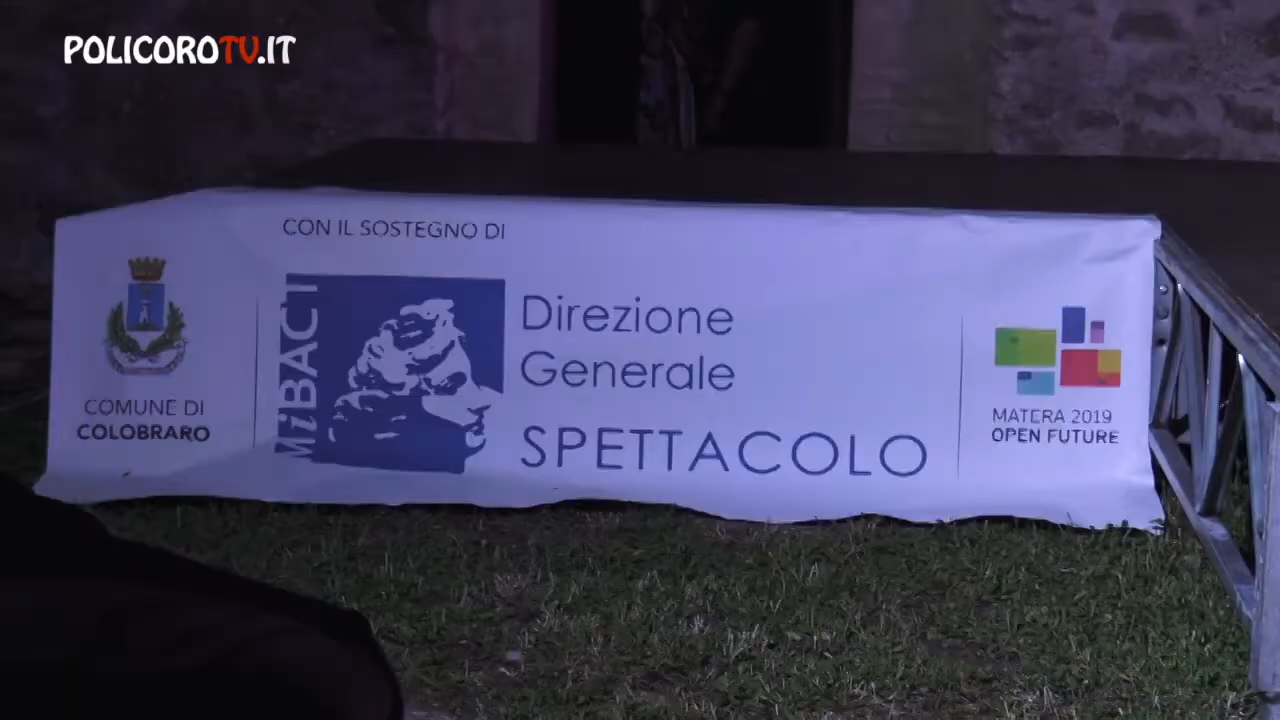 POLICOROTV.IT
CON IL SOSTEGNO DI
COMUNE DI
COLOBRARO
MiBACT
Direzione
Generale
SPETTACOLO
MATERA 2019
OPEN FUTURE